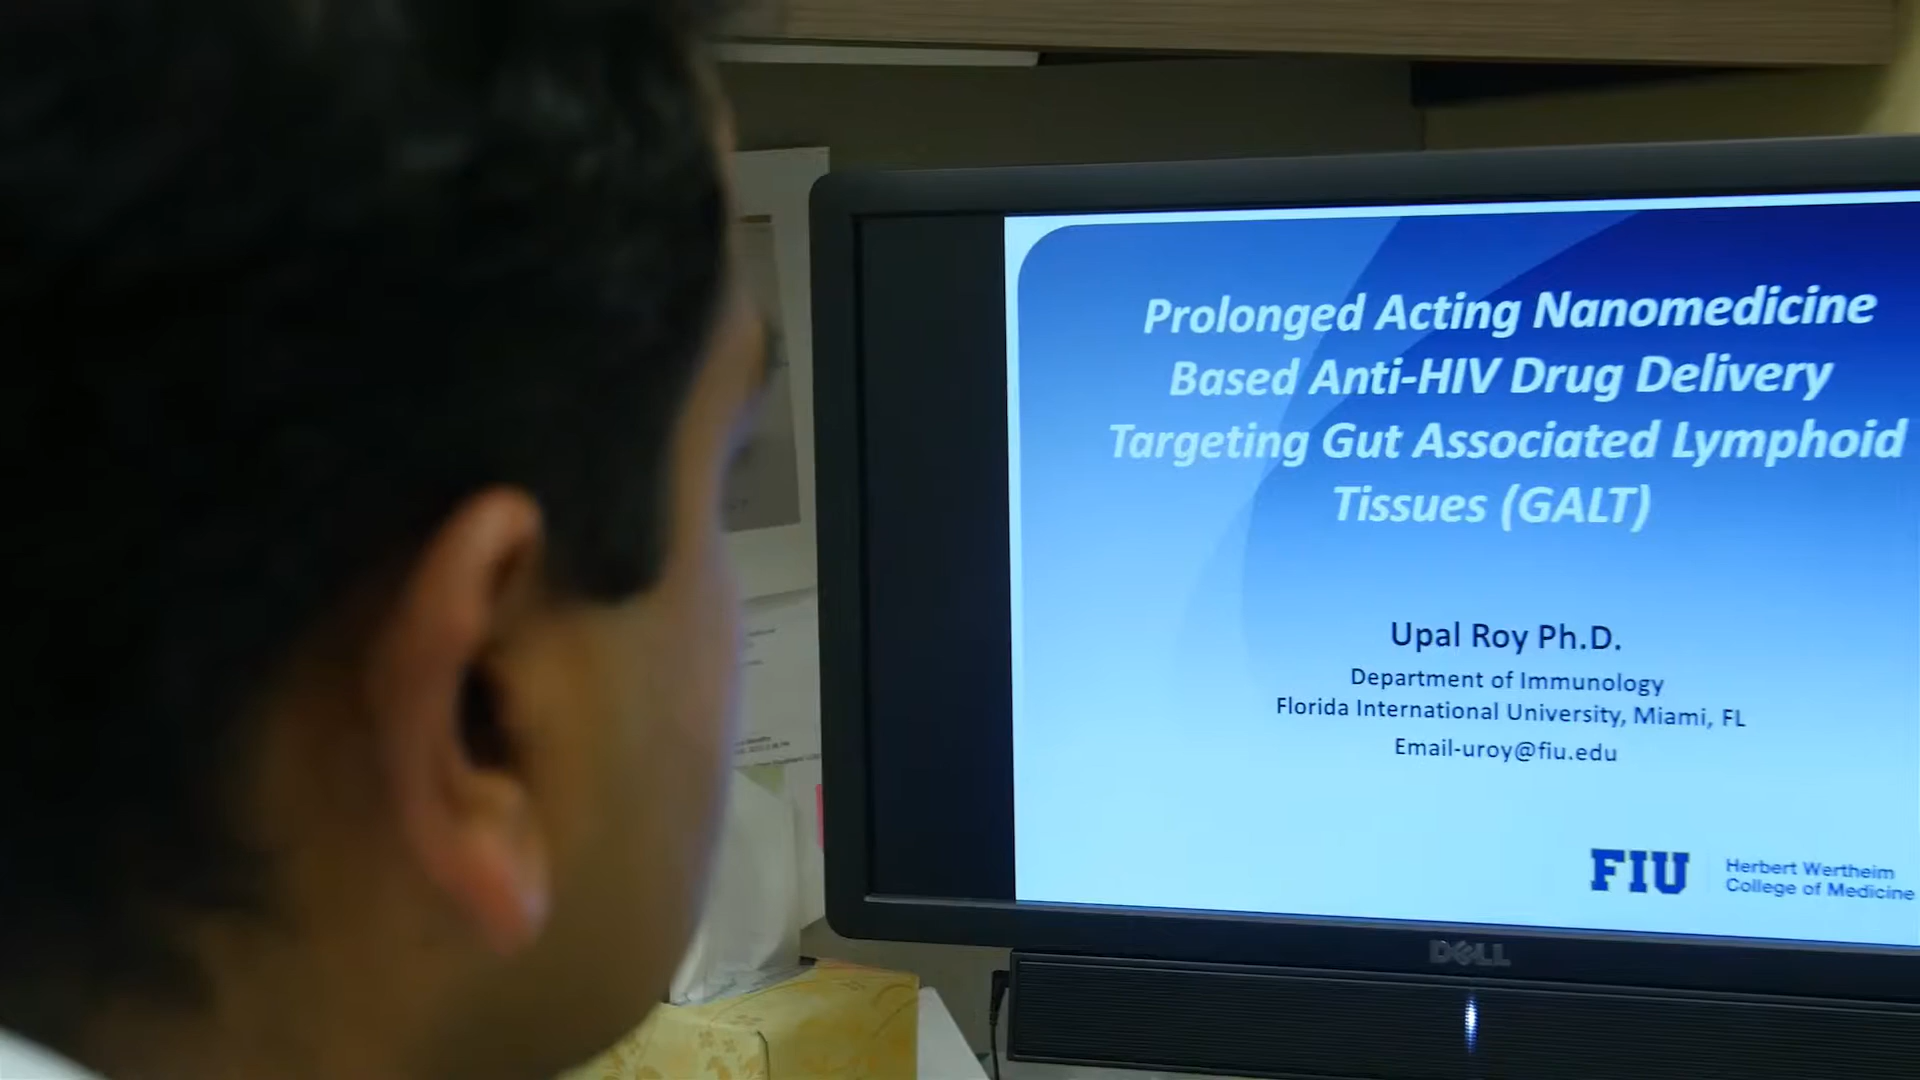 Prolonged Acting Nanomedicine
Based Anti-HIV Drug Delivery
Targeting Gut Associated Lymphoid
Tissues (GALT)
Upal Roy Ph.D.
Department of Immunology
Florida International University, Miami, FL
Email-uroy@fiu.edu
FIU
Herbert Wertheim
College of Medicine
DELL